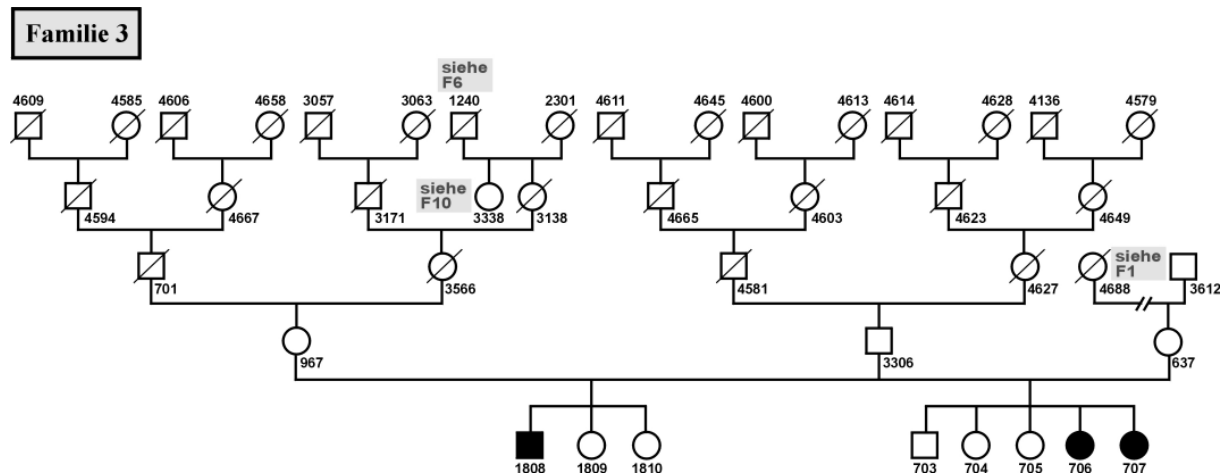 Familie 3
siehe
F6
4609 4585 4606 4658 3057 3063 1240 2301 4611 4645 4600 4613 4614 4628 4136 4579
siehe
F10
4594 4667 3171 3338 3138 4665 4603 4623 4649
siehe
F1
701 3566 4581 4627 4688 3612
967 3306 637
1808 1809 1810 703 704 705 706 707